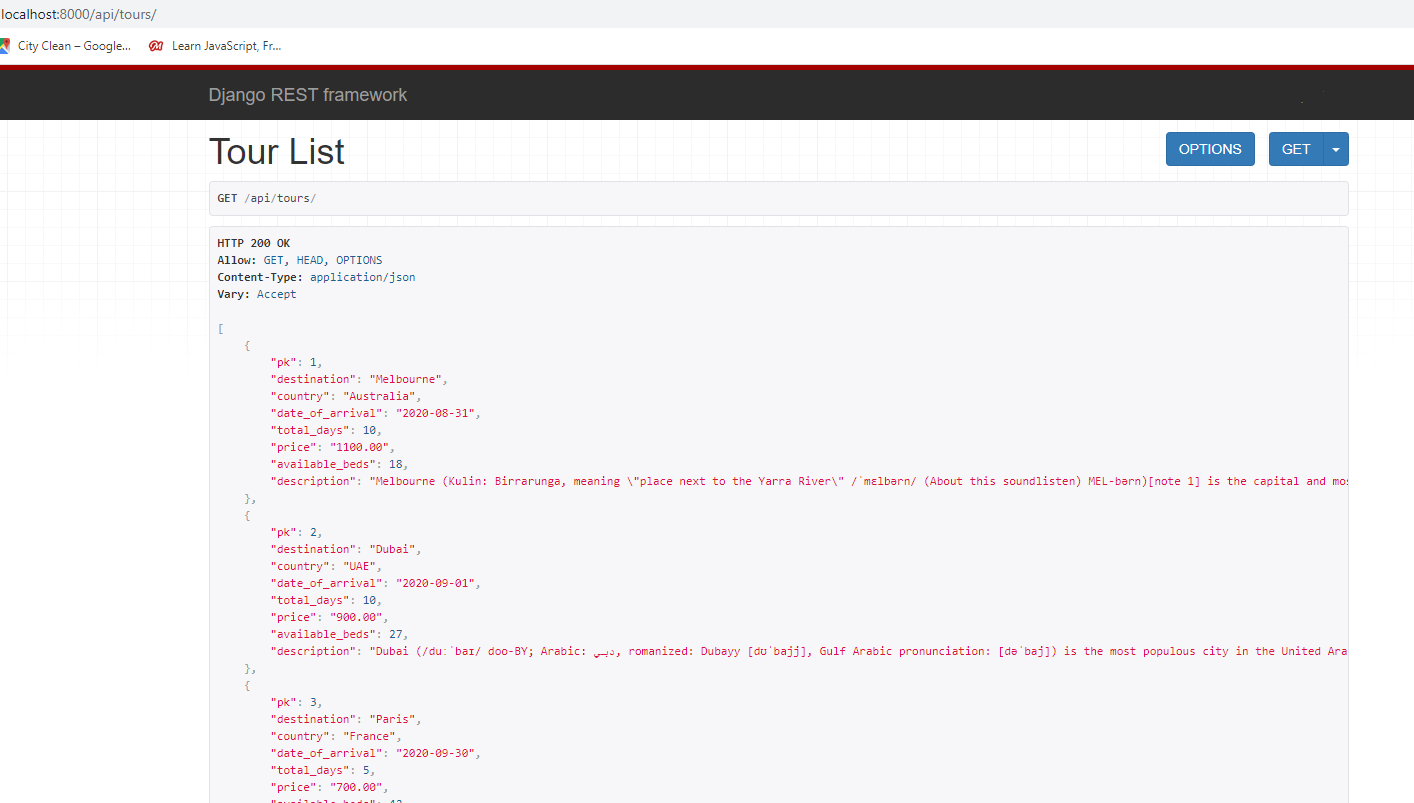 localhost:8000/api/tours/
City Clean – Google...
Learn JavaScript, Fr...
Django REST framework
Tour List
OPTIONS
GET
GET /api/tours/
HTTP 200 OK
Allow: GET, HEAD, OPTIONS
Content-Type: application/json
Vary: Accept
[
{
"pk": 1,
"destination": "Melbourne",
"country": "Australia",
"date_of_arrival": "2020-08-31",
"total_days": 10,
"price": "1100.00",
"available_beds": 18,
"description": "Melbourne (Kulin: Birrarunga, meaning \"place next to the Yarra River\" /ˈmɛlbərn/ (About this soundlisten) MEL-bərn)[note 1] is the capital and mos
},
{
"pk": 2,
"destination": "Dubai",
"country": "UAE",
"date_of_arrival": "2020-09-01",
"total_days": 10,
"price": "900.00",
"available_beds": 27,
"description": "Dubai (/duːˈbaɪ/ doo-BY; Arabic: دبي, romanized: Dubayy [dʊˈbajj], Gulf Arabic pronunciation: [dəˈbaj]) is the most populous city in the United Ara
},
{
"pk": 3,
"destination": "Paris",
"country": "France",
"date_of_arrival": "2020-09-30",
"total_days": 5,
"price": "700.00",